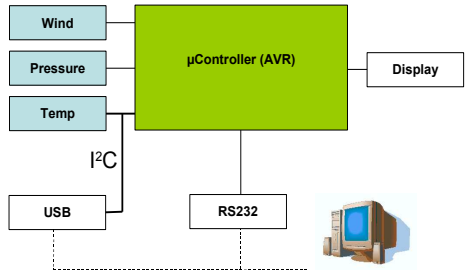 Wind
Pressure
Temp
µController (AVR)
Display
I²C
USB
RS232